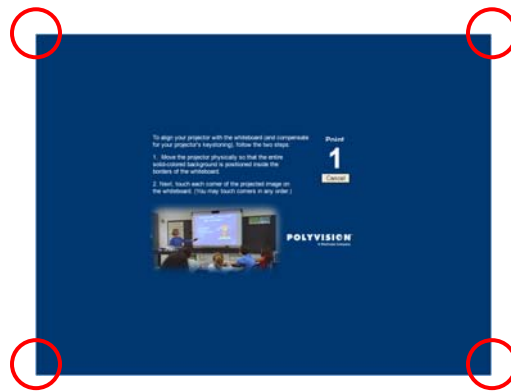 To align your projector with the whiteboard (and compensate
for your projector's keystoning), follow the two steps:
1. Move the projector physically so that the entire
solid-colored background is positioned inside the
borders of the whiteboard.
2. Next, touch each corner of the projected image on
the whiteboard. (You may touch corners in any order.)
Point
1
Cancel
POLYVISION
A Steelcase Company